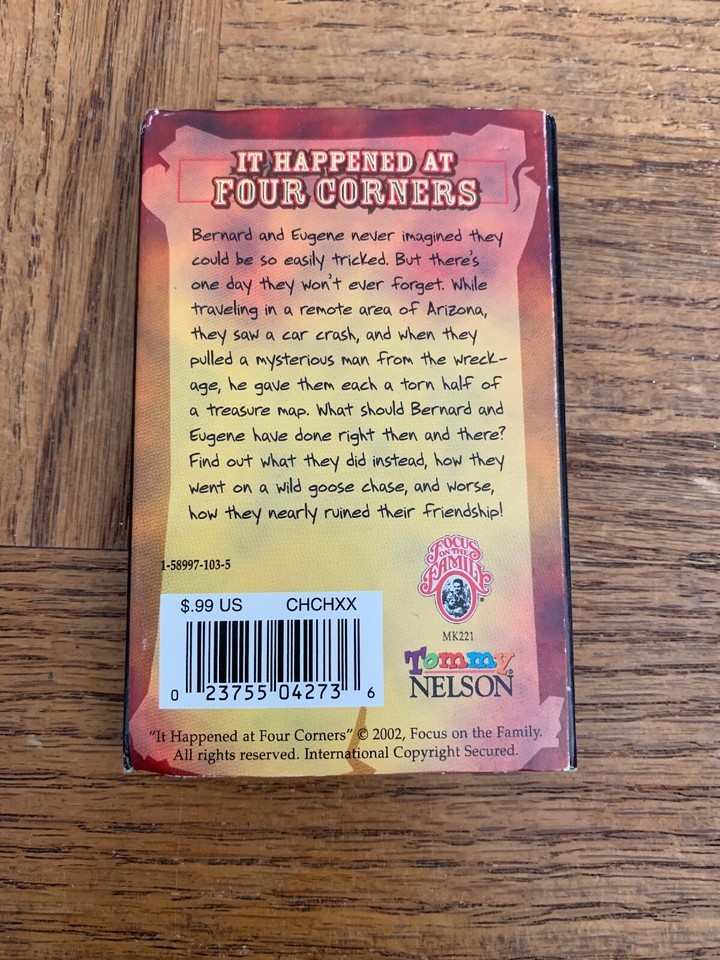 IT HAPPENED AT
FOUR CORNERS
Bernard and Eugene never imagined they
could be so easily tricked. But there's
one day they won't ever forget. While
traveling in a remote area of Arizona,
they saw a car crash, and when they
pulled a mysterious man from the wreck-
age, he gave them each a torn half of
a treasure map. What should Bernard and
Eugene have done right then and there?
Find out what they did instead, how they
went on a wild goose chase, and worse,
how they nearly ruined their friendship!
1-58997-103-5
$.99 US CHCHXX
0 23755 04273 6
FOCUS
ON THE
FAMILY®
MK221
Tommy
NELSON®
"It Happened at Four Corners" © 2002, Focus on the Family.
All rights reserved. International Copyright Secured.